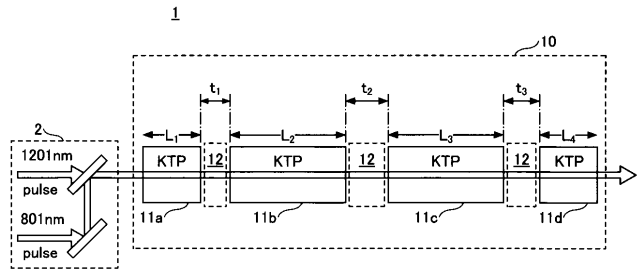 1
10
t₁
t₂
t₃
2
L₁
L₂
L₃
L₄
1201nm
pulse
801nm
pulse
KTP
12
KTP
12
KTP
12
KTP
11a
11b
11c
11d